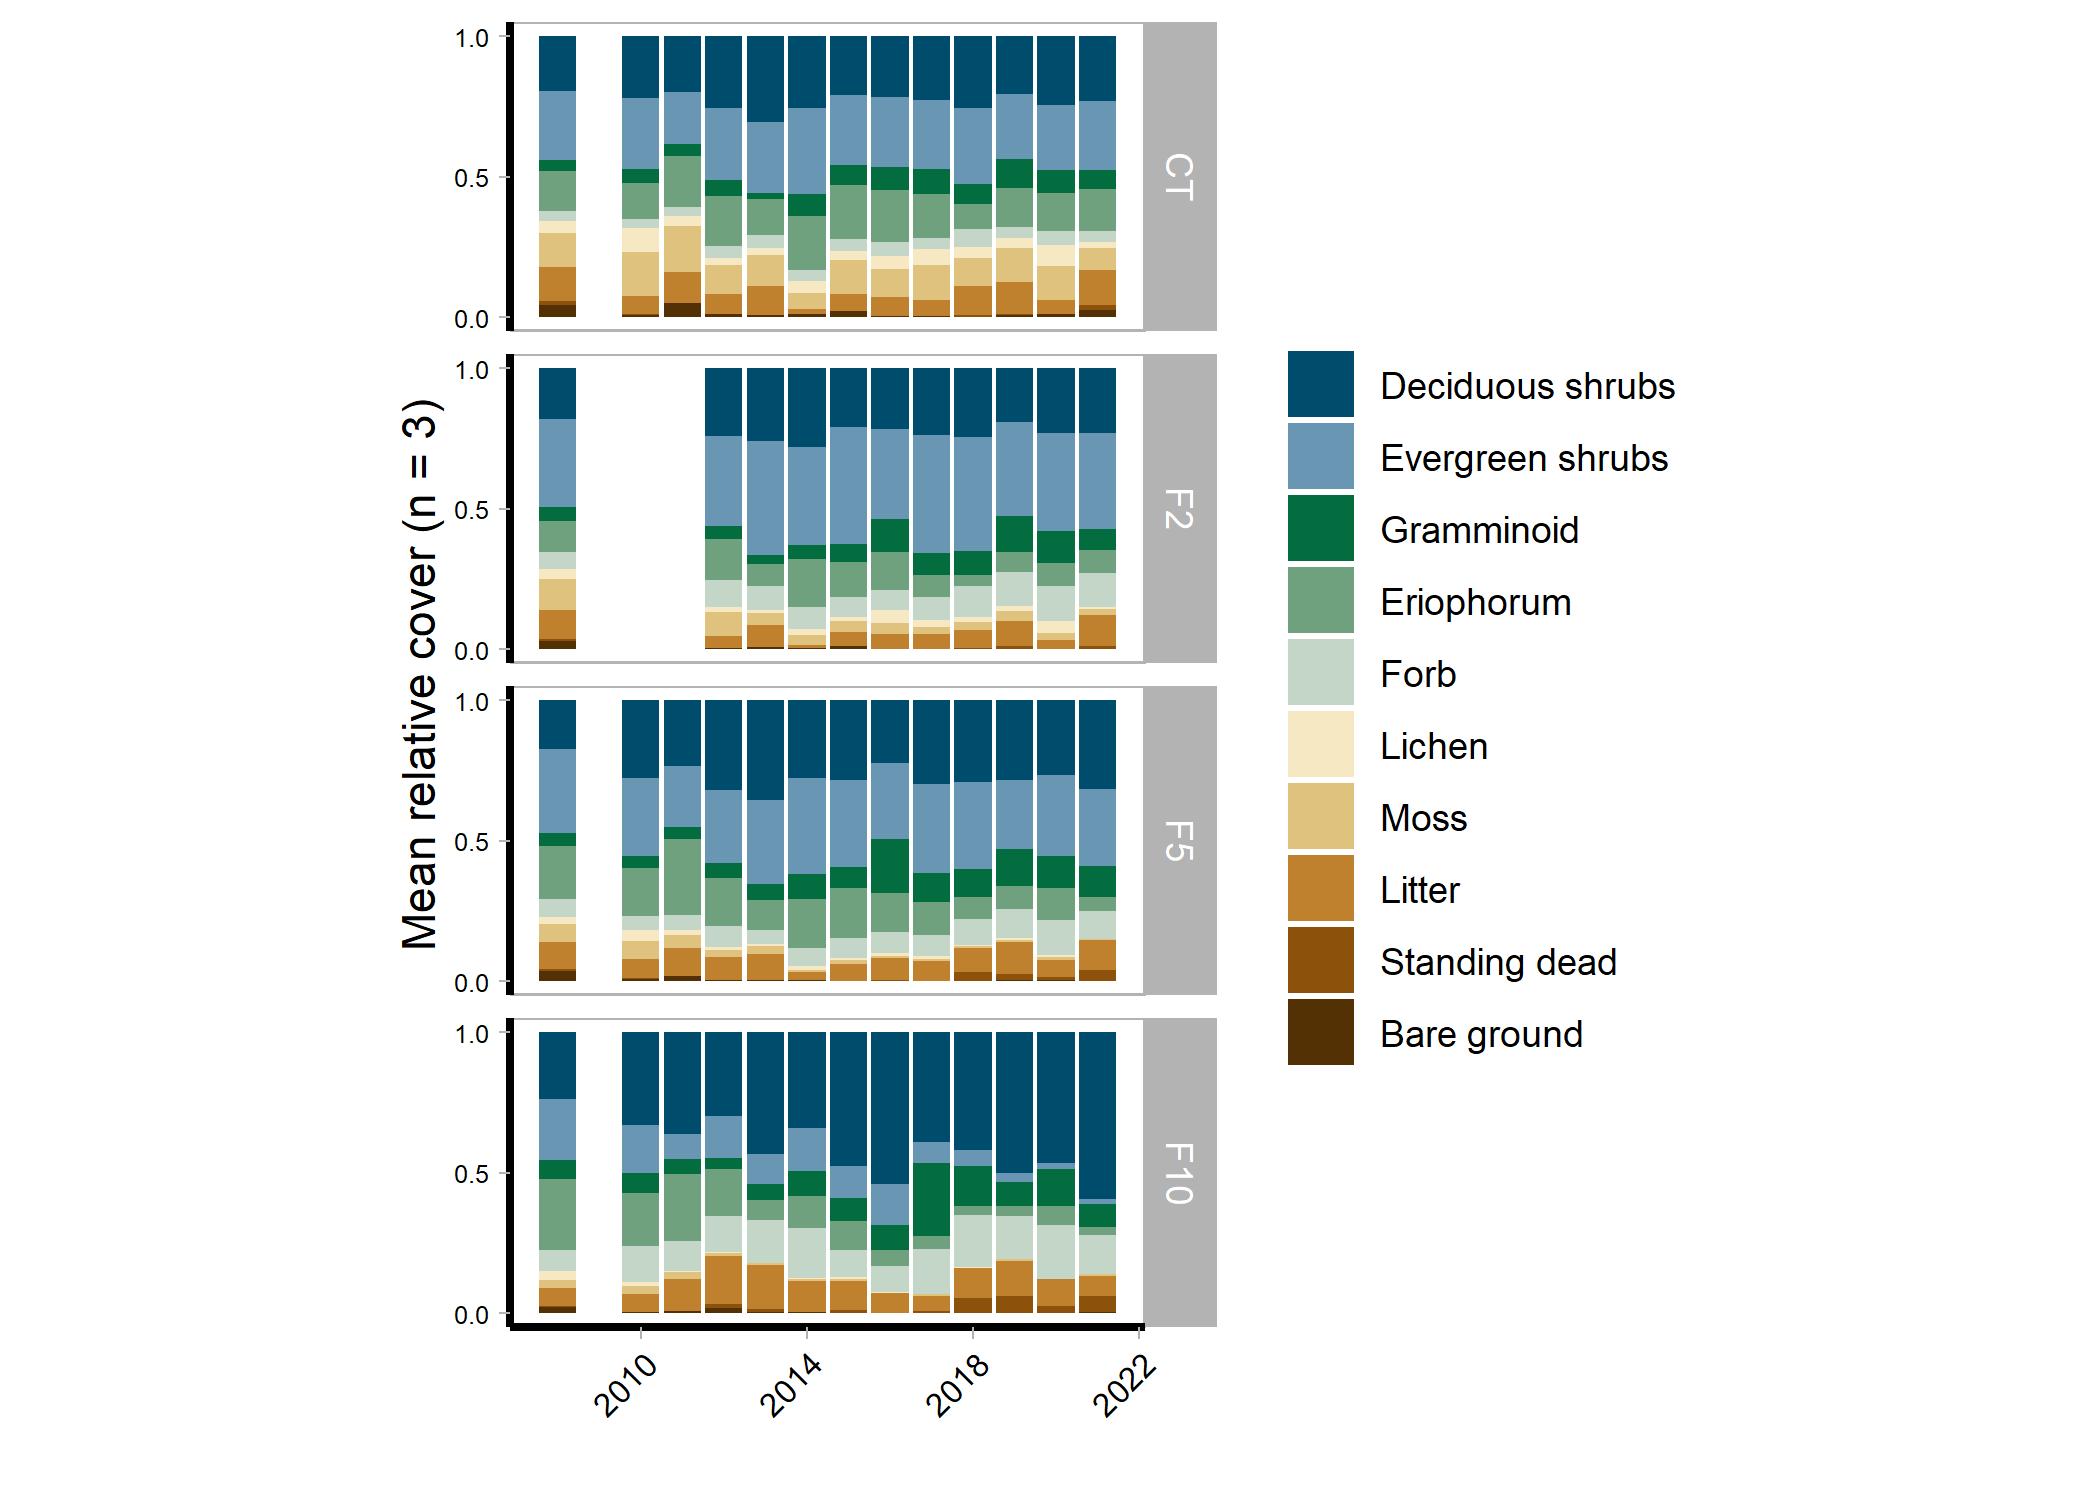 Mean relative cover (n = 3)
1.0
0.5
0.0
CT
1.0
0.5
0.0
F2
1.0
0.5
0.0
F5
1.0
0.5
0.0
F10
2010
2014
2018
2022
Deciduous shrubs
Evergreen shrubs
Gramminoid
Eriophorum
Forb
Lichen
Moss
Litter
Standing dead
Bare ground